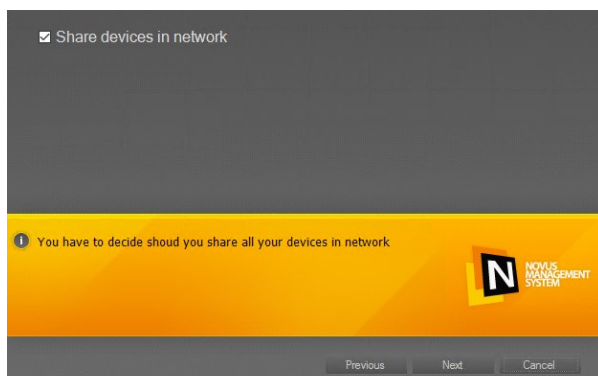 Share devices in network
You have to decide shoud you share all your devices in network
N
NOVUS
MANAGEMENT
SYSTEM
Previous
Next
Cancel